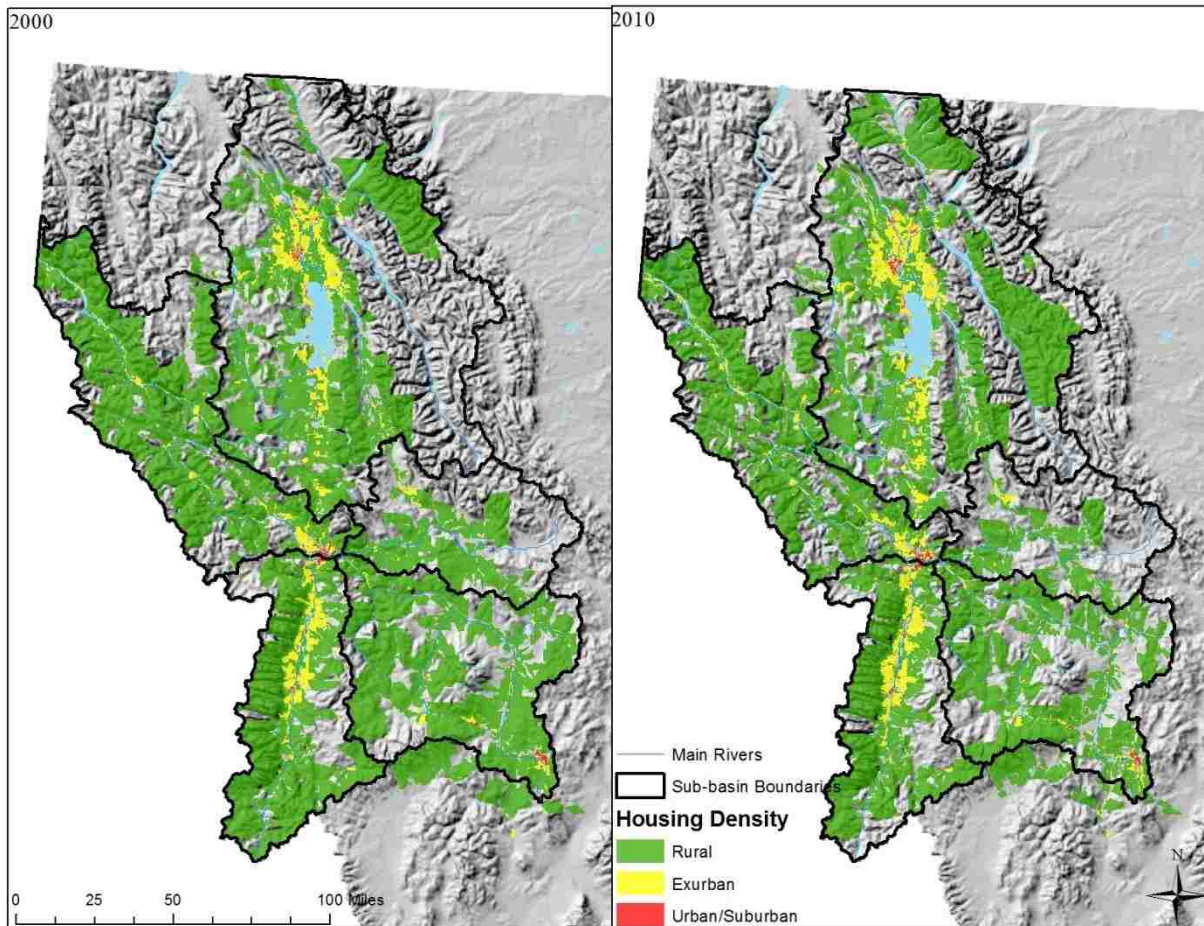 2000
2010
0 25 50 100 Miles
Main Rivers
Sub-basin Boundaries
Housing Density
Rural
Exurban
Urban/Suburban
N